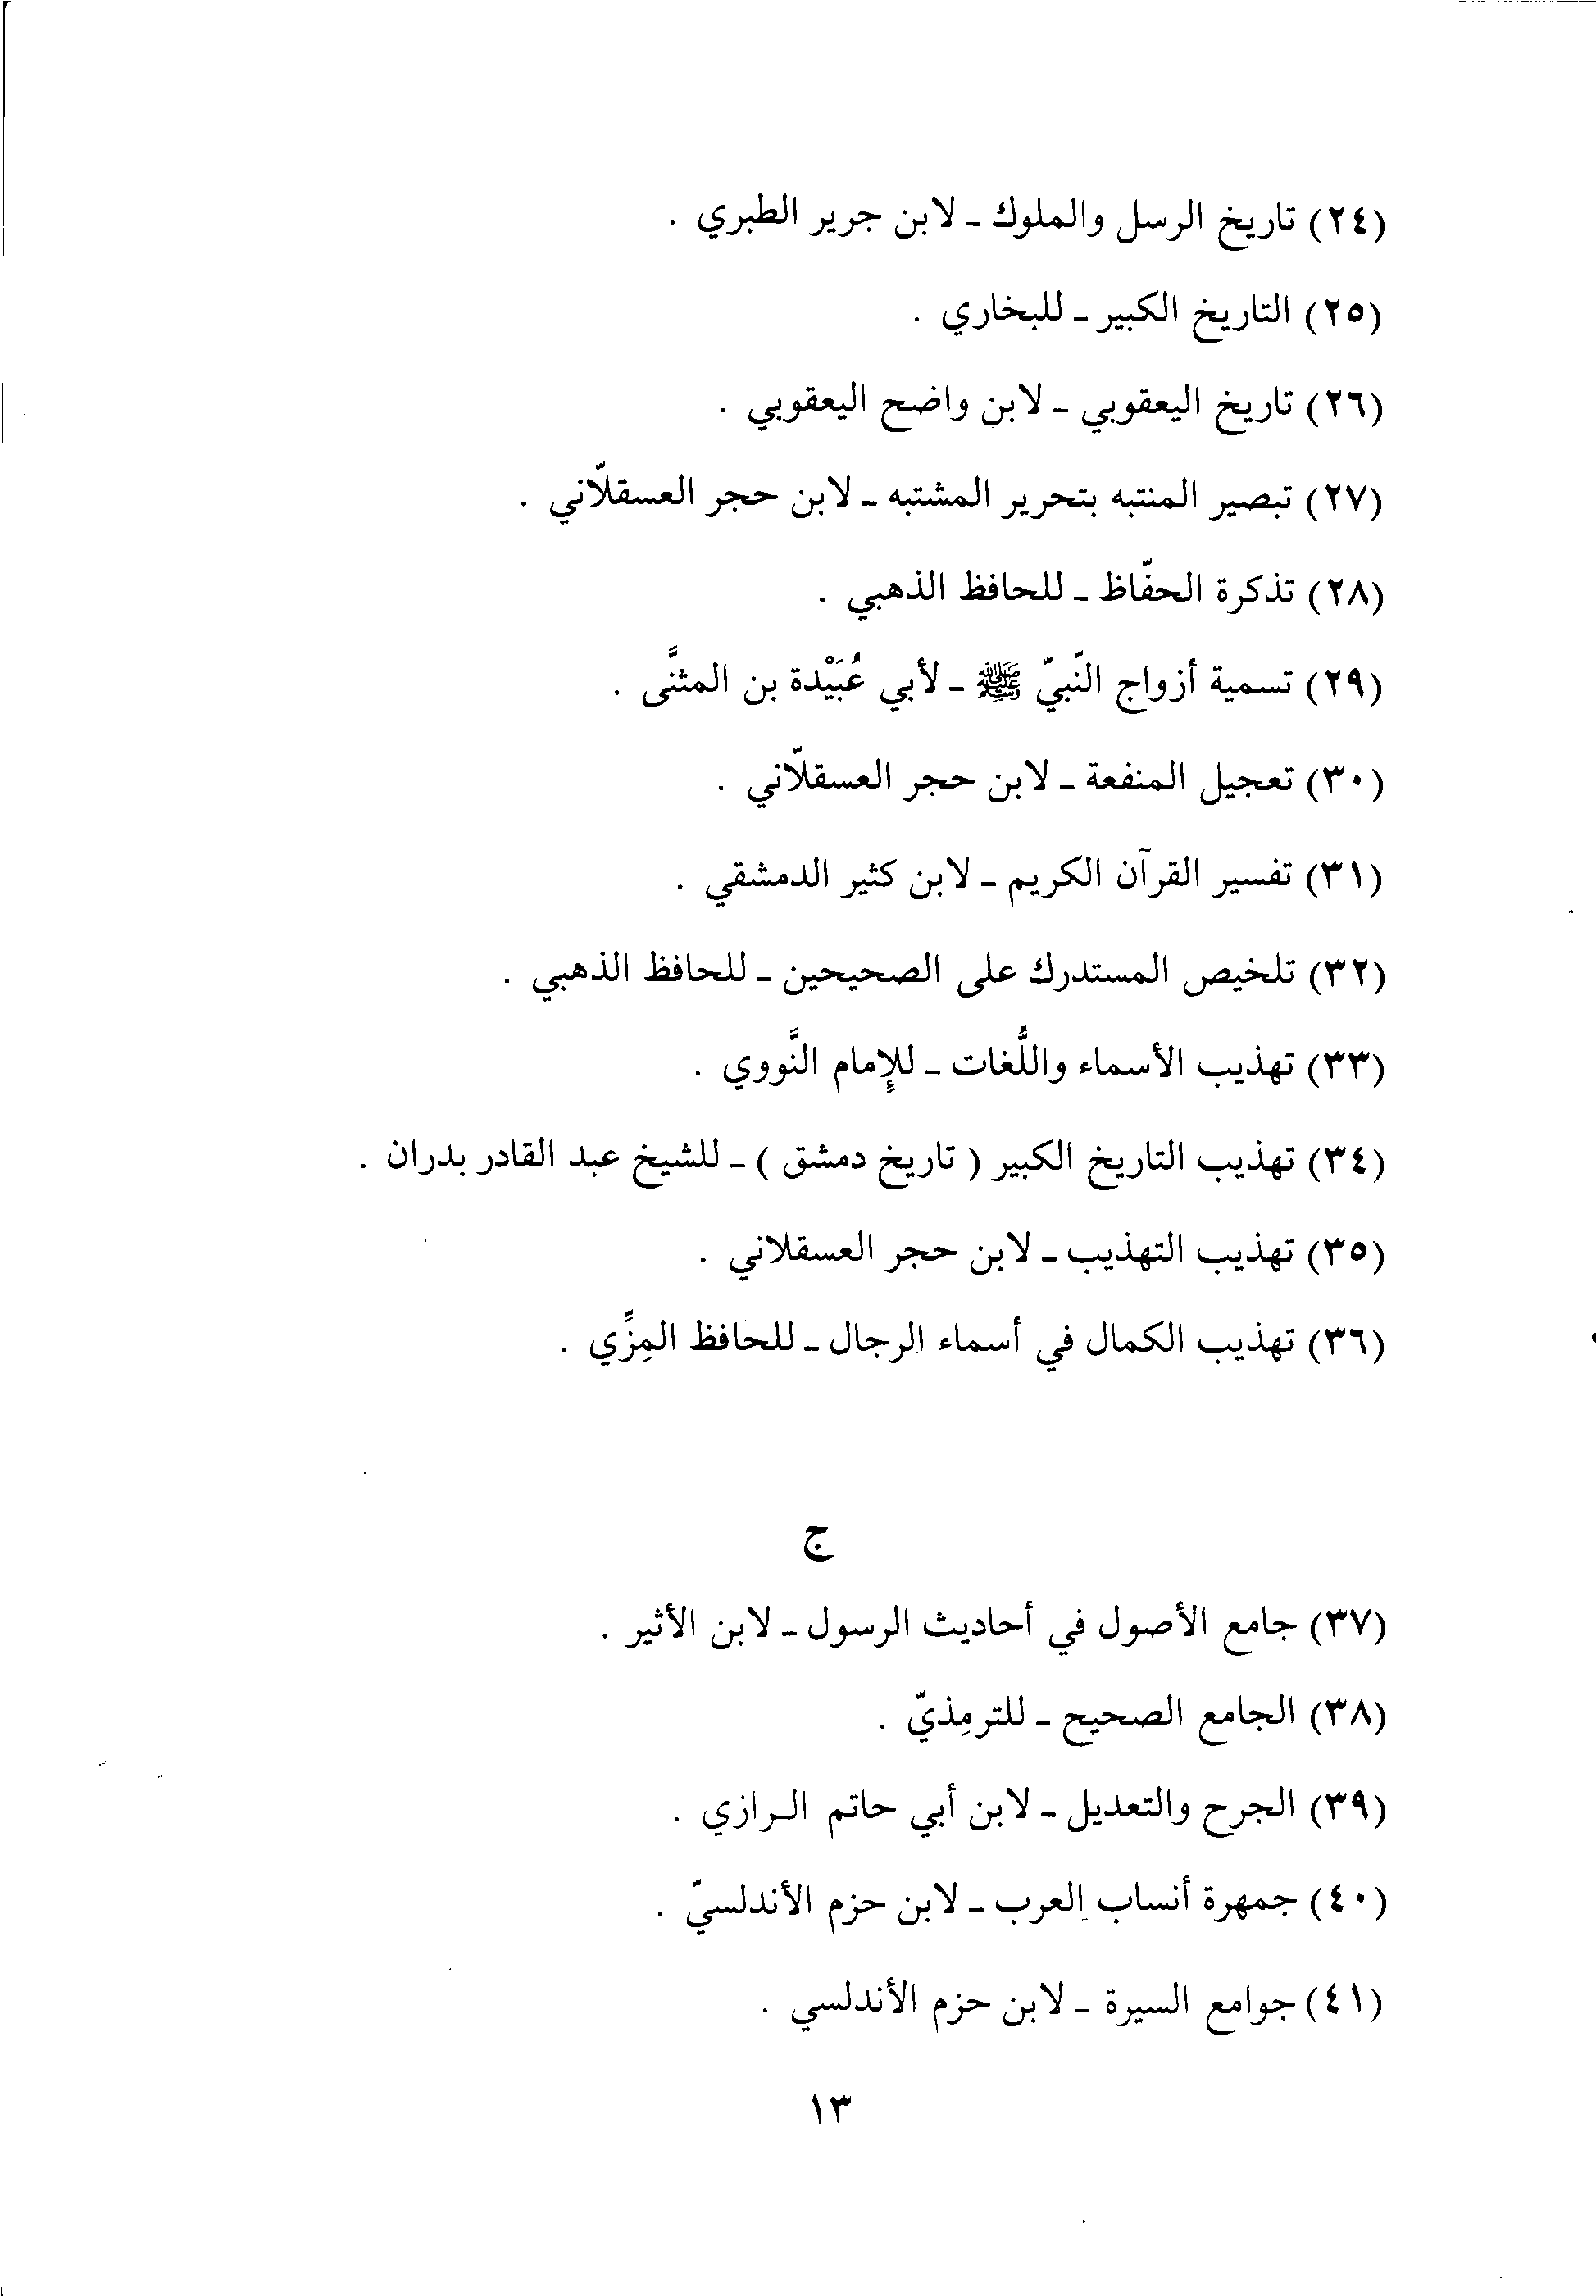 (٢٤) تاريخ الرسل والملوك ـ لابن جرير الطبري .
(٢٥) التاريخ الكبير ـ للبخاري .
(٢٦) تاريخ اليعقوبي ـ لابن واضح اليعقوبي .
(٢٧) تبصير المنتبه بتحرير المشتبه ـ لابن حجر العسقلّاني .
(٢٨) تذكرة الحفّاظ ـ للحافظ الذهبي .
(٢٩) تسمية أزواج النّبيّ ﷺ ـ لأبي عُبَيْدة بن المثنَّى .
(٣٠) تعجيل المنفعة ـ لابن حجر العسقلّاني .
(٣١) تفسير القرآن الكريم ـ لابن كثير الدمشقي .
(٣٢) تلخيص المستدرك على الصحيحين ـ للحافظ الذهبي .
(٣٣) تهذيب الأسماء واللُّغات ـ للإمام النَّووي .
(٣٤) تهذيب التاريخ الكبير ( تاريخ دمشق ) ـ للشيخ عبد القادر بدران .
(٣٥) تهذيب التهذيب ـ لابن حجر العسقلاني .
(٣٦) تهذيب الكمال في أسماء الرجال ـ للحافظ المِزِّي .
ج
(٣٧) جامع الأصول في أحاديث الرسول ـ لابن الأثير .
(٣٨) الجامع الصحيح ـ للترمِذيّ .
(٣٩) الجرح والتعديل ـ لابن أبي حاتم الـرازي .
(٤٠) جمهرة أنساب العرب ـ لابن حزم الأندلسيّ .
(٤١) جوامع السيرة ـ لابن حزم الأندلسي .
١٣